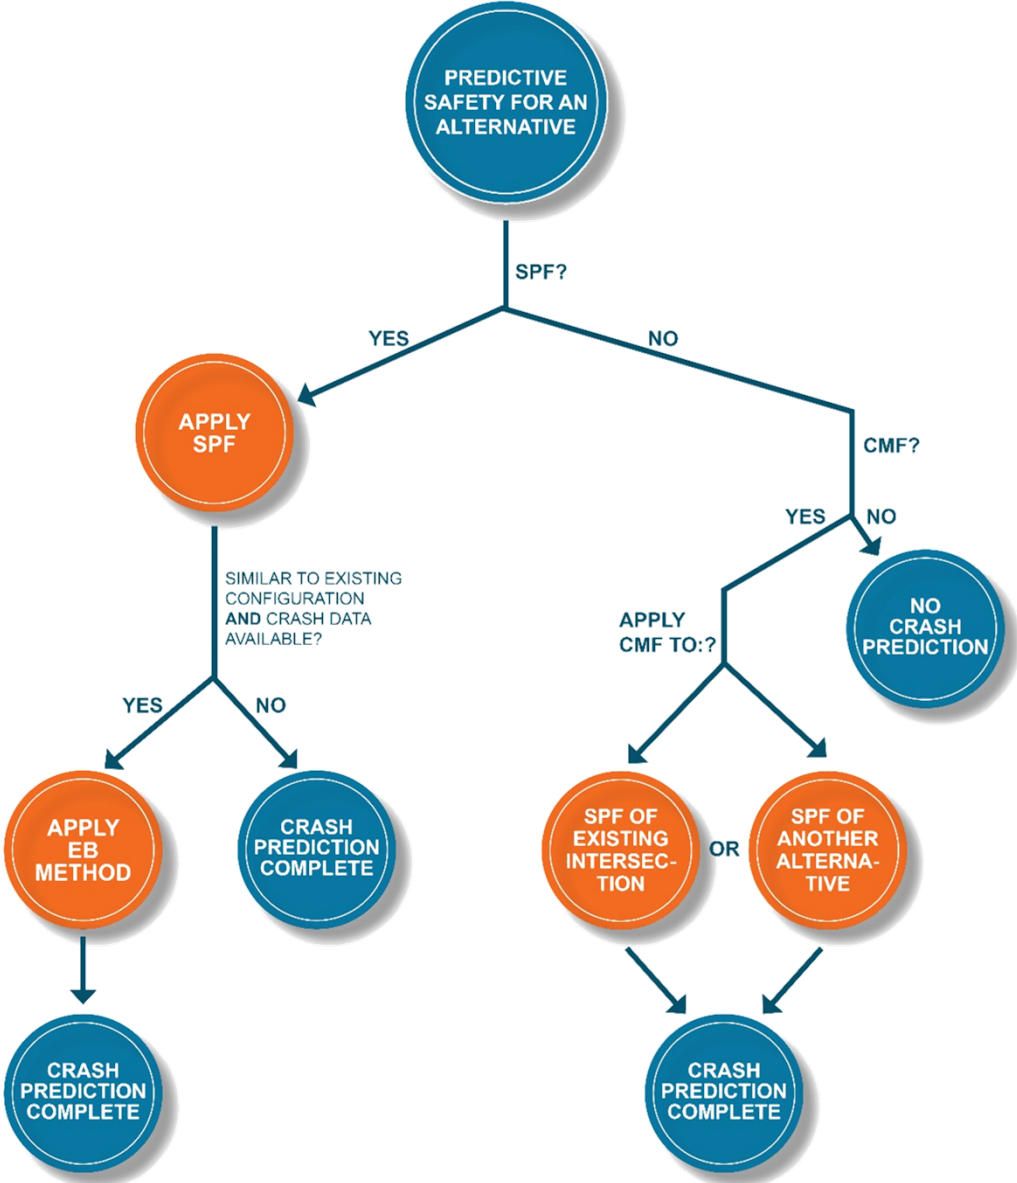 PREDICTIVE
SAFETY FOR AN
ALTERNATIVE
SPF?
YES
NO
APPLY
SPF
CMF?
YES
NO
SIMILAR TO EXISTING
CONFIGURATION
AND CRASH DATA
AVAILABLE?
APPLY
CMF TO:?
NO
CRASH
PREDICTION
YES
NO
APPLY
EB
METHOD
CRASH
PREDICTION
COMPLETE
SPF OF
EXISTING
INTERSEC-
TION
OR
SPF OF
ANOTHER
ALTERNA-
TIVE
CRASH
PREDICTION
COMPLETE
CRASH
PREDICTION
COMPLETE